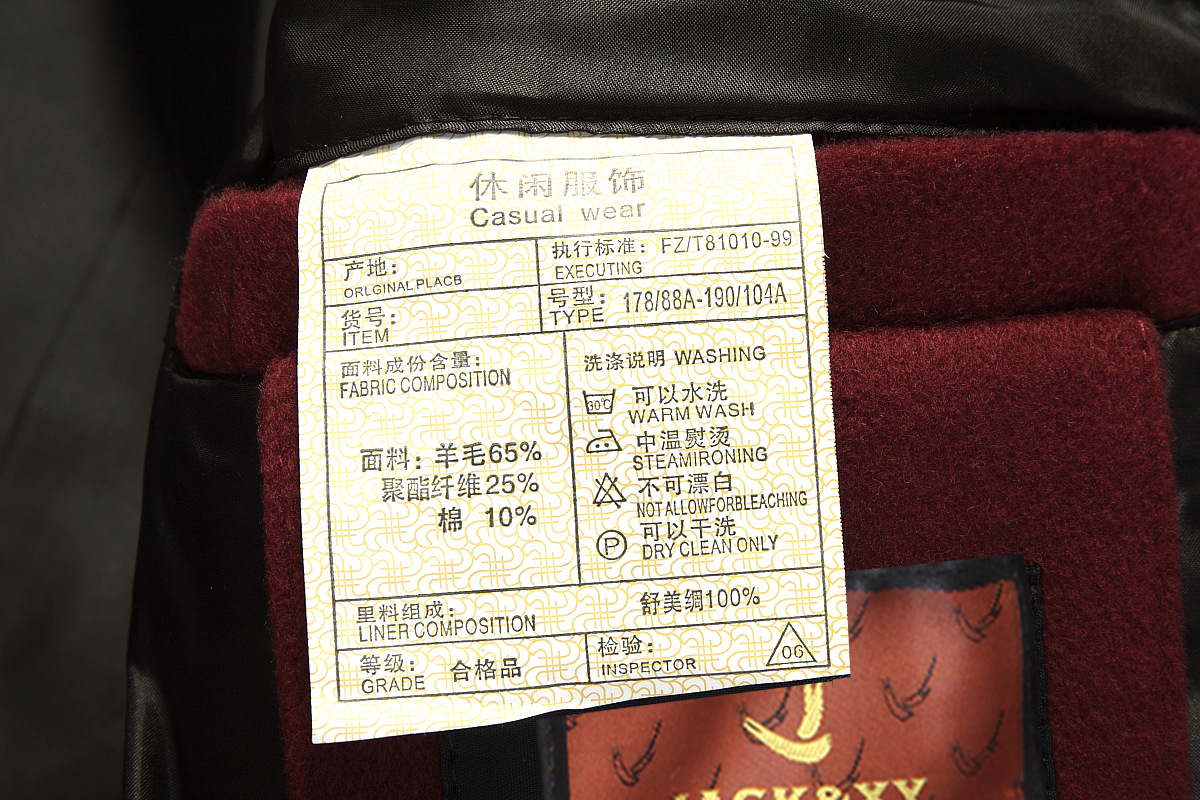 休闲服饰
Casual wear
产地:
ORLGINALPLACB
执行标准: FZ/T81010-99
EXECUTING
货号:
ITEM
号型: 178/88A-190/104A
TYPE
面料成份含量:
FABRIC COMPOSITION
面料: 羊毛65%
聚酯纤维25%
棉 10%
洗涤说明 WASHING
30℃ 可以水洗
WARM WASH
中温熨烫
STEAMIRONING
不可漂白
NOTALLOWFORBLEACHING
P 可以干洗
DRY CLEAN ONLY
里料组成: 舒美绸100%
LINER COMPOSITION
等级: 合格品
GRADE
检验:
INSPECTOR
06